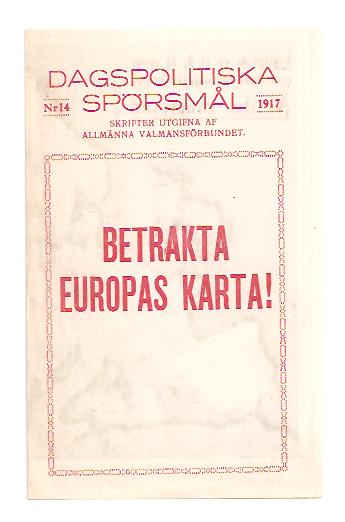 DAGSPOLITISKA
Nr 14 SPÖRSMÅL 1917
SKRIFTER UTGIFNA AF
ALLMÄNNA VALMANSFÖRBUNDET.
BETRAKTA
EUROPAS KARTA!